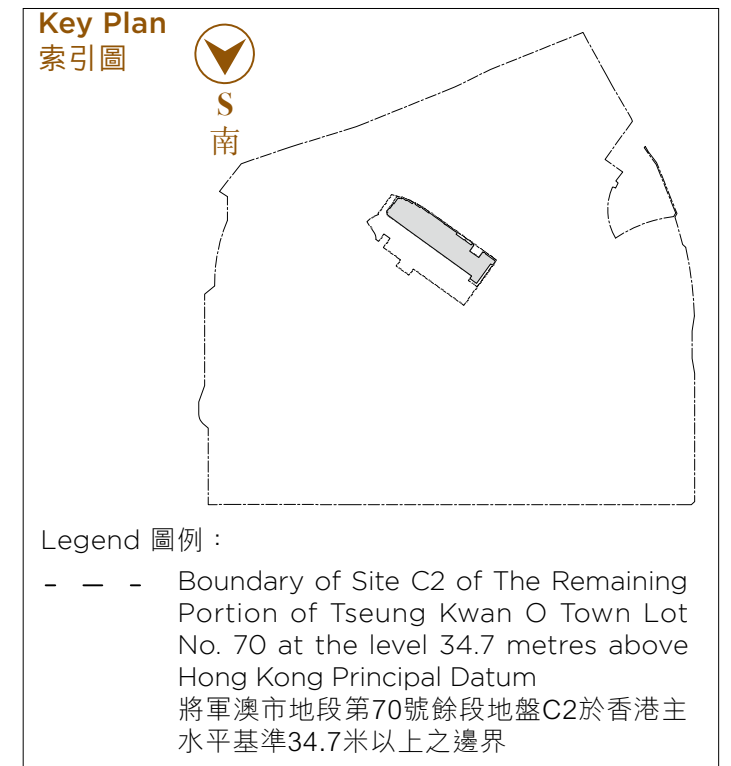 Key Plan
索引圖
S
南
Legend 圖例：
Boundary of Site C2 of The Remaining
Portion of Tseung Kwan O Town Lot
No. 70 at the level 34.7 metres above
Hong Kong Principal Datum
將軍澳市地段第70號餘段地盤C2於香港主
水平基準34.7米以上之邊界